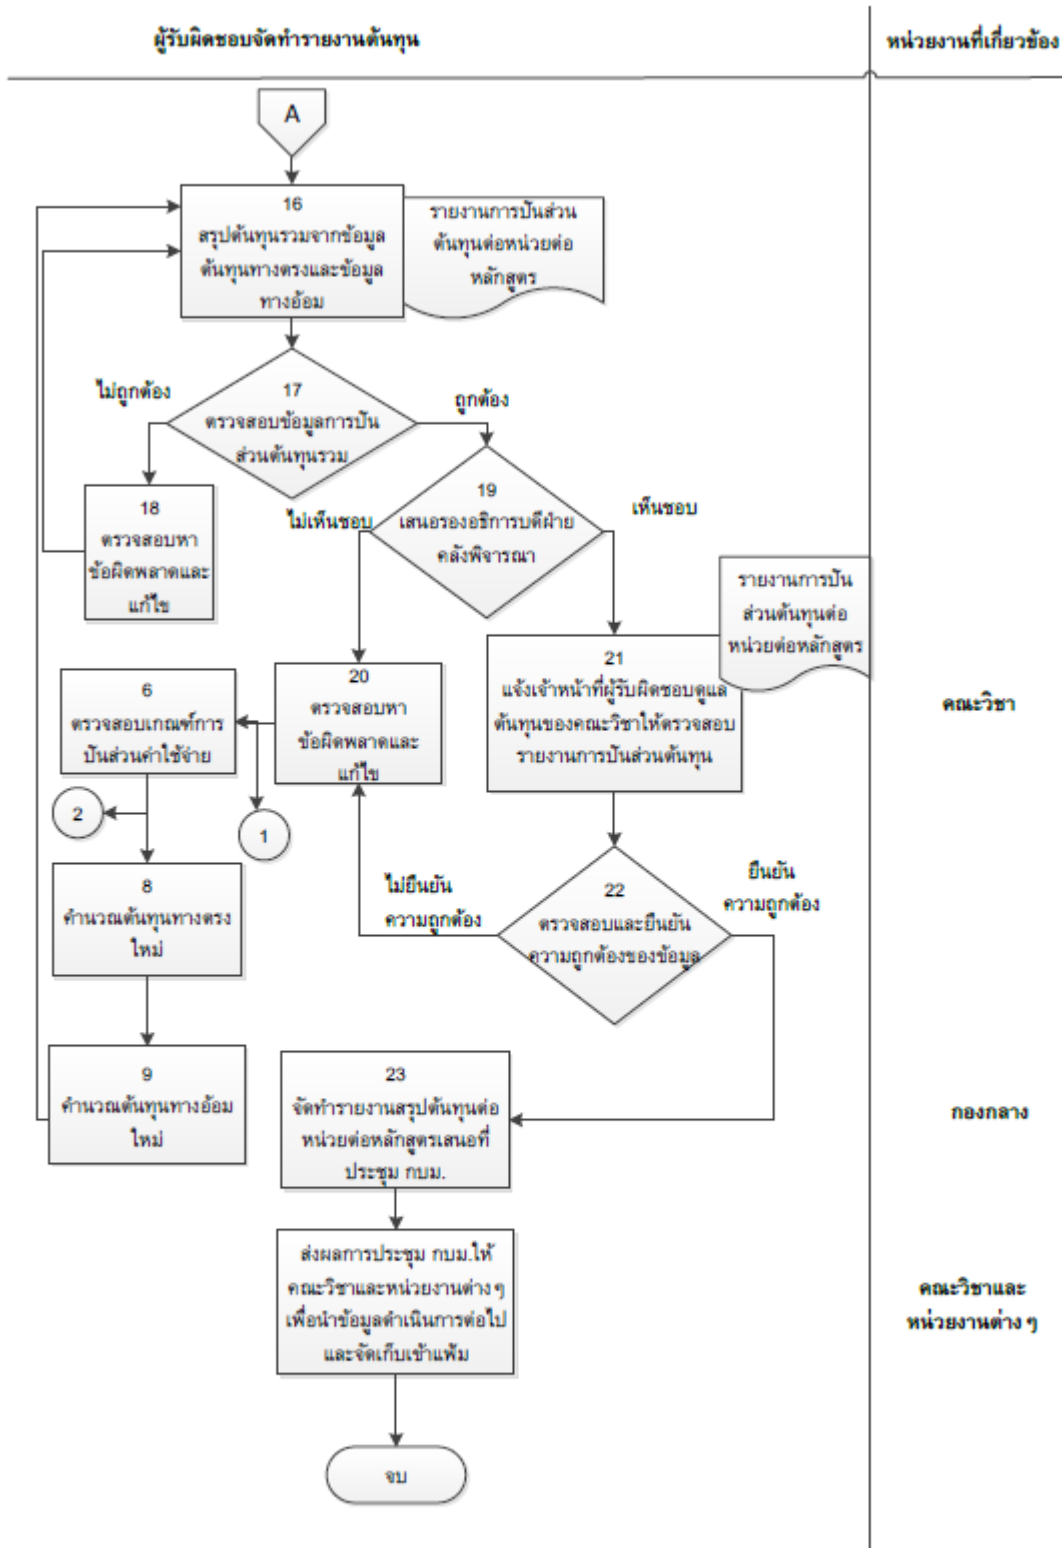 ผู้รับผิดชอบจัดทำรายงานต้นทุน
หน่วยงานที่เกี่ยวข้อง
A
16
สรุปต้นทุนรวมจากข้อมูล
ต้นทุนทางตรงและข้อมูล
ทางอ้อม
รายงานการปันส่วน
ต้นทุนต่อหน่วยต่อ
หลักสูตร
ไม่ถูกต้อง
17
ตรวจสอบข้อมูลการปัน
ส่วนต้นทุนรวม
ถูกต้อง
18
ตรวจสอบหา
ข้อผิดพลาดและ
แก้ไข
ไม่เห็นชอบ
19
เสนอรองอธิการบดีฝ่าย
คลังพิจารณา
เห็นชอบ
รายงานการปัน
ส่วนต้นทุนต่อ
หน่วยต่อหลักสูตร
6
ตรวจสอบเกณฑ์การ
ปันส่วนค่าใช้จ่าย
20
ตรวจสอบหา
ข้อผิดพลาดและ
แก้ไข
21
แจ้งเจ้าหน้าที่ผู้รับผิดชอบดูแล
ต้นทุนของคณะวิชาให้ตรวจสอบ
รายงานการปันส่วนต้นทุน
คณะวิชา
2
1
8
คำนวณต้นทุนทางตรง
ใหม่
ไม่ยืนยัน
ความถูกต้อง
22
ตรวจสอบและยืนยัน
ความถูกต้องของข้อมูล
ยืนยัน
ความถูกต้อง
9
คำนวณต้นทุนทางอ้อม
ใหม่
23
จัดทำรายงานสรุปต้นทุนต่อ
หน่วยต่อหลักสูตรเสนอที่
ประชุม กบม.
กองกลาง
ส่งผลการประชุม กบม.ให้
คณะวิชาและหน่วยงานต่างๆ
เพื่อนำข้อมูลดำเนินการต่อไป
และจัดเก็บเข้าแฟ้ม
คณะวิชาและ
หน่วยงานต่างๆ
จบ